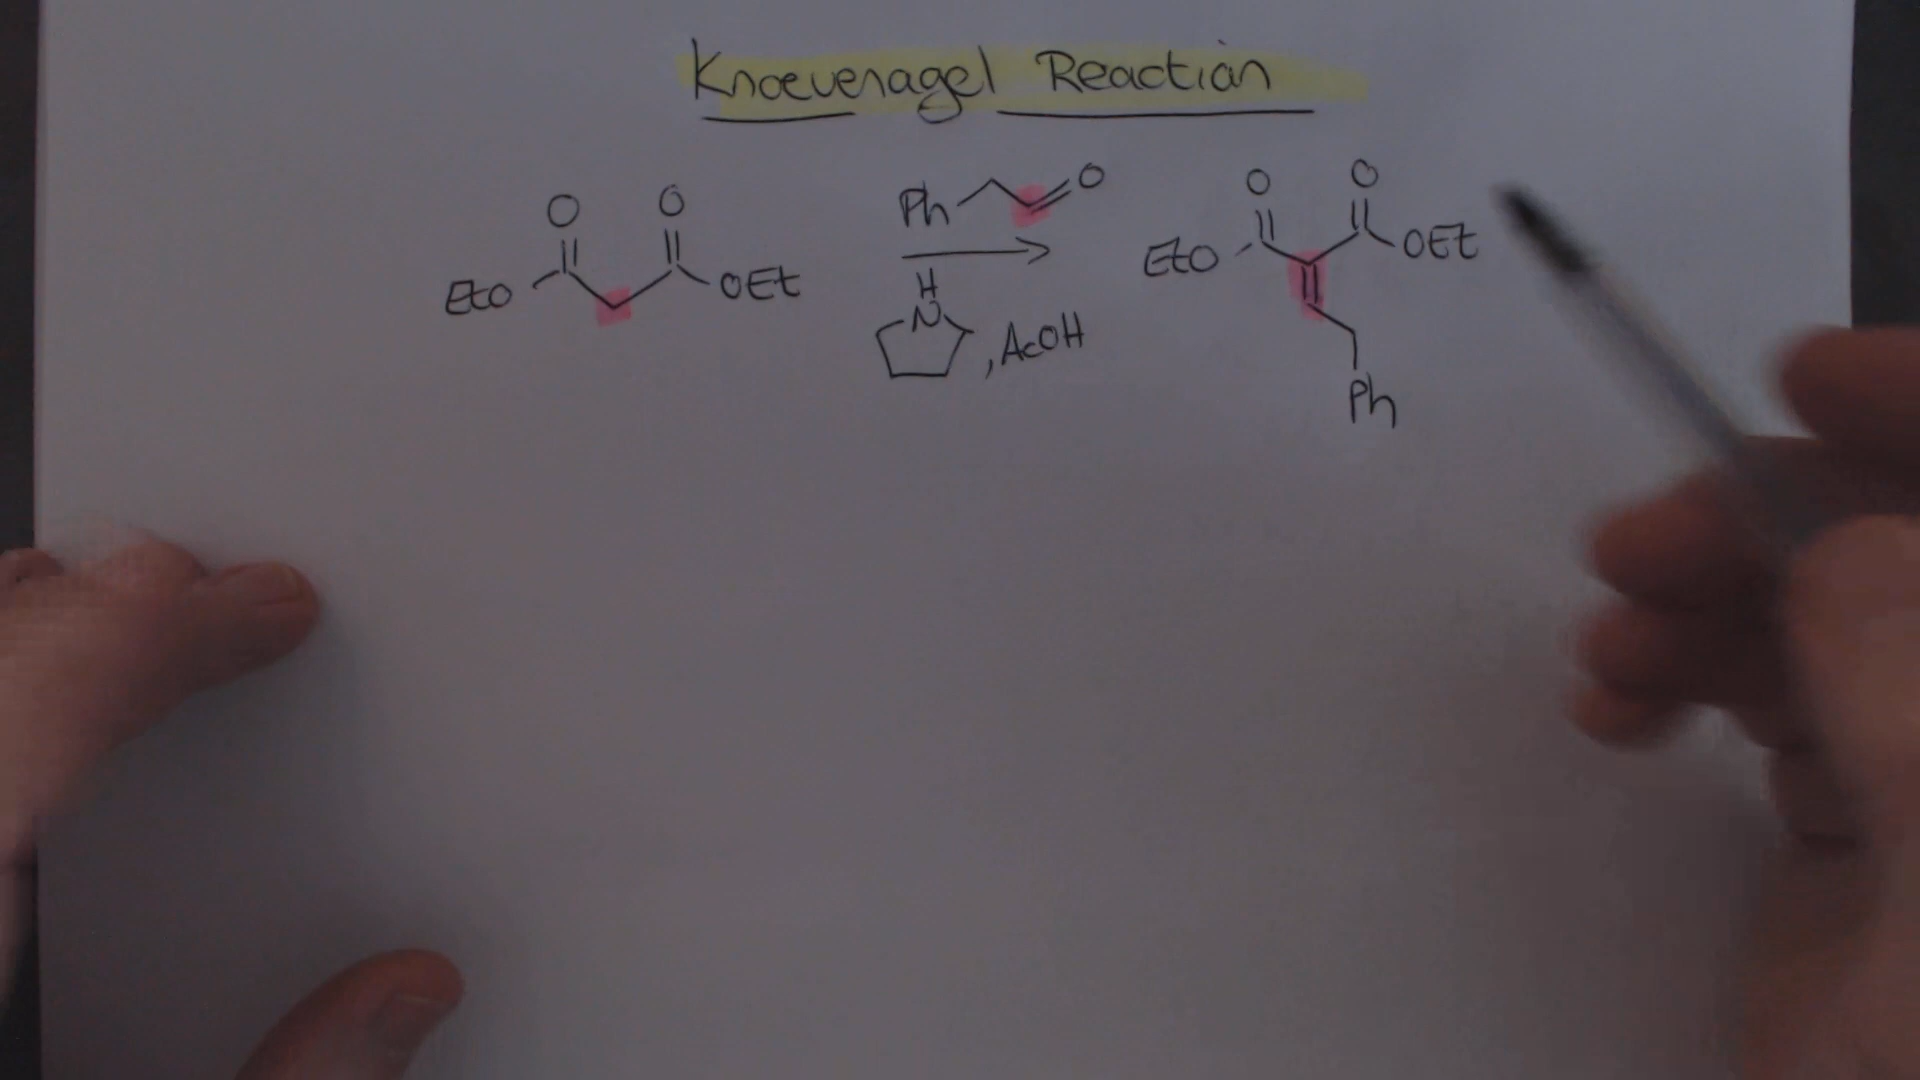 Knoevenagel Reaction
O O Ph O O O
EtO OEt EtO OEt
H
N
, AcOH
Ph